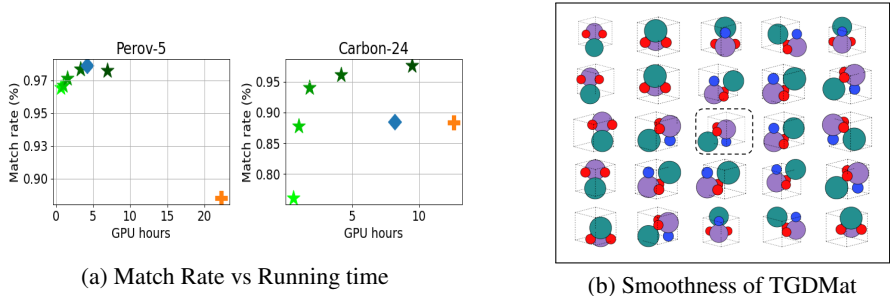 Perov-5
Carbon-24
Match rate (%)
0.97
0.95
0.93
0.90
0 5 10 15 20
GPU hours
Match rate (%)
0.95
0.90
0.85
0.80
5 10
GPU hours
(a) Match Rate vs Running time
(b) Smoothness of TGDMat